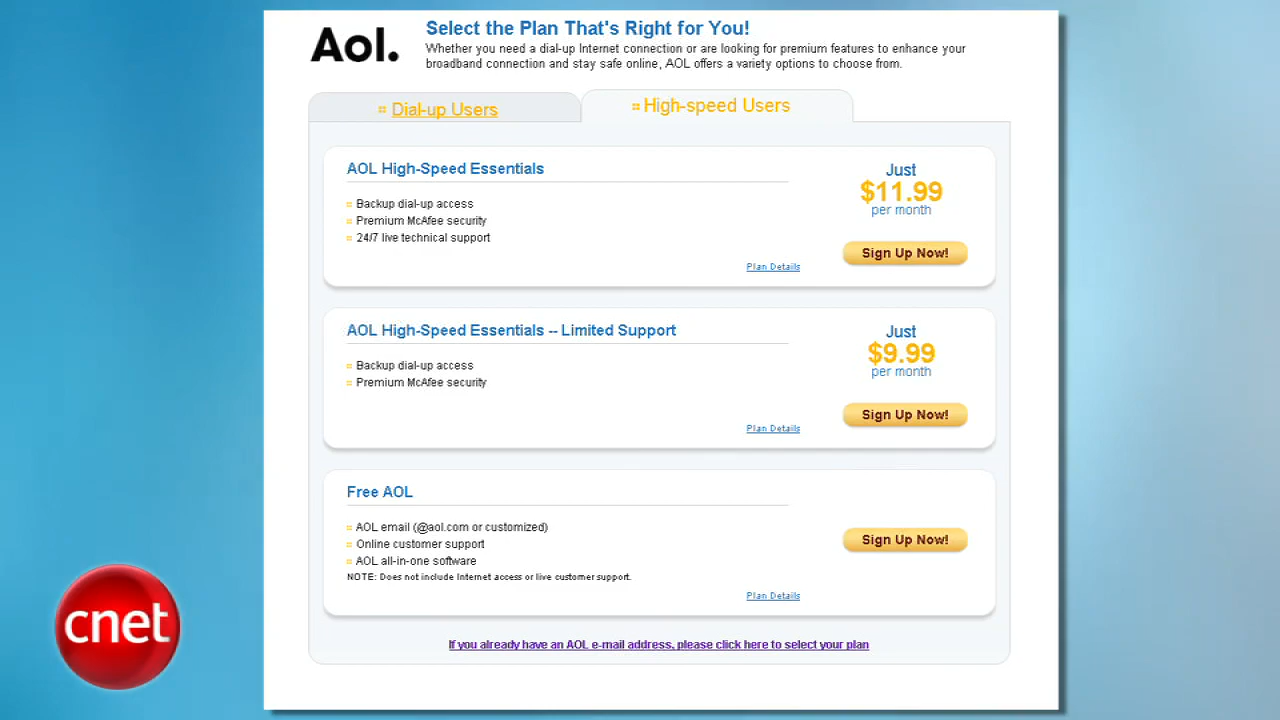 Aol.
Select the Plan That's Right for You!
Whether you need a dial-up Internet connection or are looking for premium features to enhance your
broadband connection and stay safe online, AOL offers a variety options to choose from.
Dial-up Users
High-speed Users
AOL High-Speed Essentials
Backup dial-up access
Premium McAfee security
24/7 live technical support
Plan Details
Just
$11.99
per month
Sign Up Now!
AOL High-Speed Essentials -- Limited Support
Backup dial-up access
Premium McAfee security
Plan Details
Just
$9.99
per month
Sign Up Now!
Free AOL
AOL email (@aol.com or customized)
Online customer support
AOL all-in-one software
NOTE: Does not include Internet access or live customer support.
Plan Details
Sign Up Now!
If you already have an AOL e-mail address, please click here to select your plan
cnet